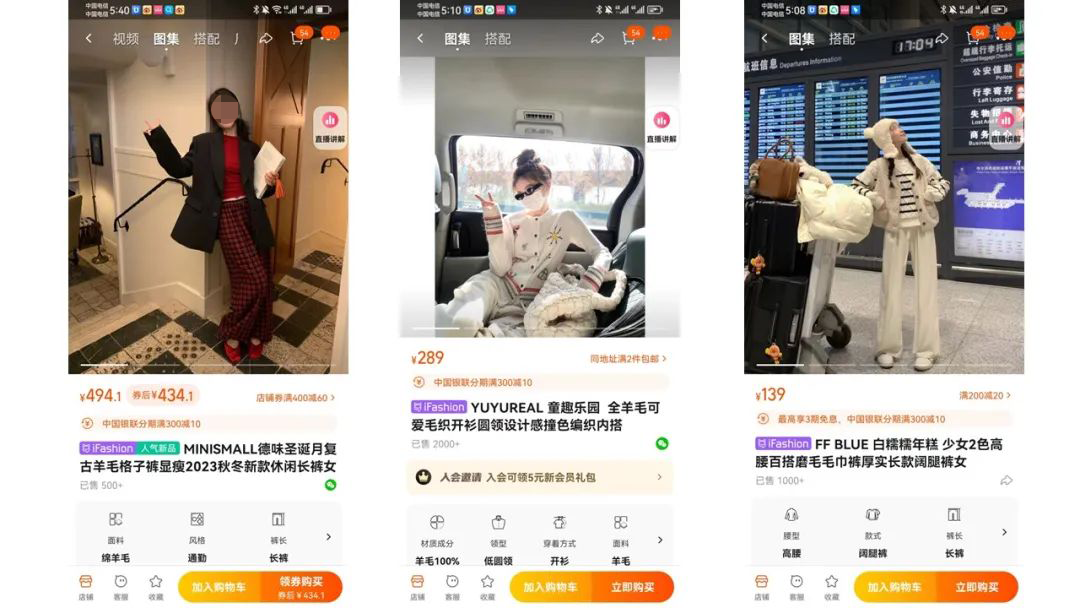 中国电信
中国电信
5:40
视频
图集
搭配
54
直播讲解
¥494.1
券后¥434.1
店铺券满400减60 >
中国银联分期满300减10
iFashion 人气新品 MINISMALL德味圣诞月复
古羊毛格子裤显瘦2023秋冬新款休闲长裤女
已售 500+
面料
风格
裤长
绵羊毛
通勤
长裤
店铺
客服
收藏
加入购物车
领券购买
券后¥434.1
中国电信
中国电信
5:10
图集
搭配
54
直播讲解
¥289
同地址满2件包邮 >
中国银联分期满300减10
iFashion YUYUREAL 童趣乐园 全羊毛可
爱毛织开衫圆领设计感撞色编织内搭
已售 2000+
入会邀请 入会可领5元新会员礼包
材质成分
领型
穿着方式
面料
羊毛100%
低圆领
开衫
羊毛
店铺
客服
收藏
加入购物车
立即购买
中国电信
中国电信
5:08
图集
搭配
54
17:04
航班信息
Departures Information
公安值勤
Police
行李寄存
Left Luggage
失物
商务
直播讲解
¥139
满200减20 >
最高享3期免息，中国银联分期满300减10
iFashion FF BLUE 白糯糯年糕 少女2色高
腰百搭磨毛毛巾裤厚实长款阔腿裤女
已售 1000+
腰型
款式
裤长
高腰
阔腿裤
长裤
店铺
客服
收藏
加入购物车
立即购买